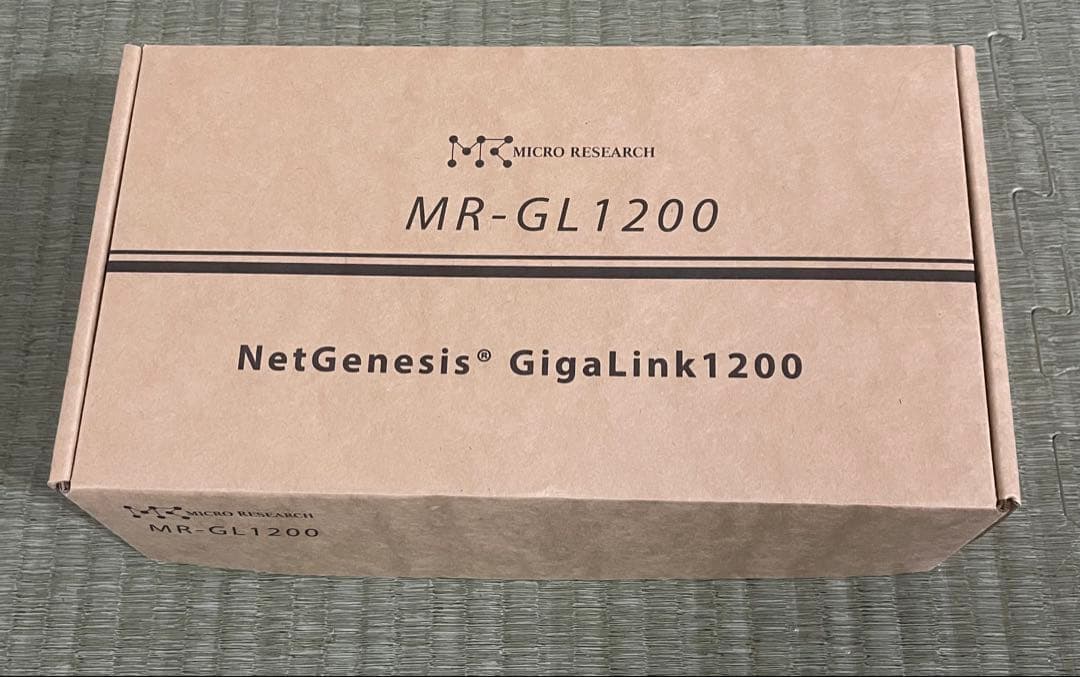 MICRO RESEARCH
MR-GL1200
NetGenesis® GigaLink1200
MICRO RESEARCH
MR-GL1200